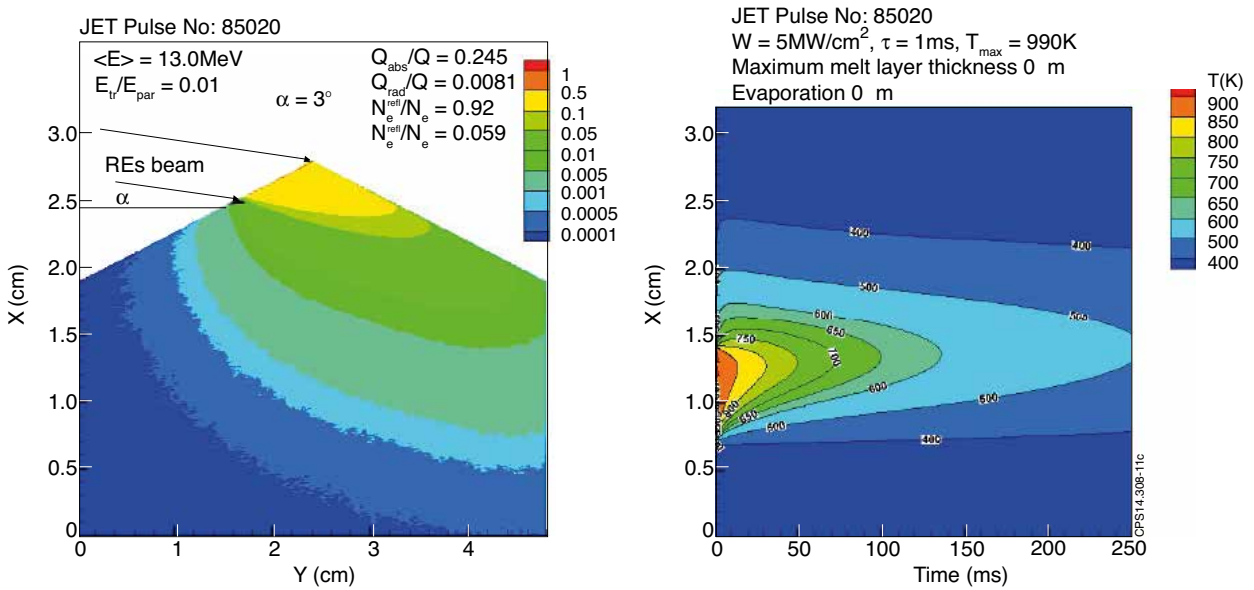 JET Pulse No: 85020
<E> = 13.0MeV
E_tr/E_par = 0.01
α = 3°
Q_abs/Q = 0.245
Q_rad/Q = 0.0081
N_e^refl/N_e = 0.92
N_e^refl/N_e = 0.059
1
0.5
0.1
0.05
0.01
0.005
0.001
0.0005
0.0001
REs beam
α
X (cm)
3.0
2.5
2.0
1.5
1.0
0.5
0
0
1
2
3
4
Y (cm)
JET Pulse No: 85020
W = 5MW/cm², τ = 1ms, T_max = 990K
Maximum melt layer thickness 0 m
Evaporation 0 m
T(K)
900
850
800
750
700
650
600
500
400
X (cm)
3.0
2.5
2.0
1.5
1.0
0.5
0
400
400
500
500
600
650
750
700
800
650
600
600
500
400
0
50
100
150
200
250
Time (ms)
CPS14.308-11c